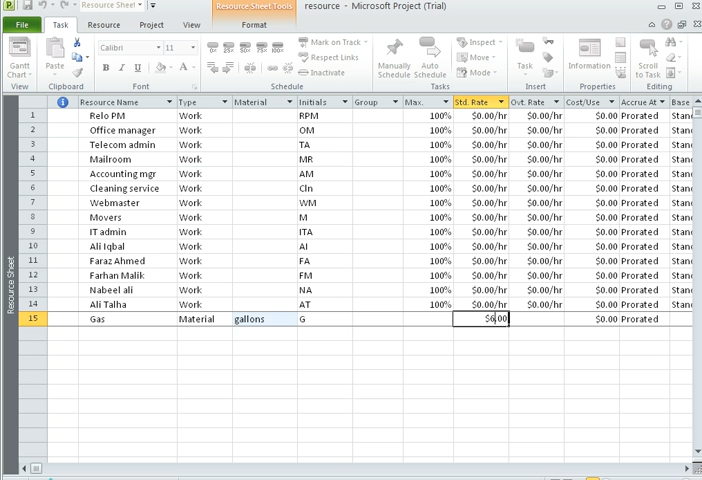 Resource Sheet
Resource Sheet Tools
resource - Microsoft Project (Trial)
File Task Resource Project View Format
Gantt Chart
Paste
Calibri 11
B I U A
Mark on Track
Respect Links
Inactivate
Manually Schedule
Auto Schedule
Inspect
Move
Mode
Information
Scroll to Task
View Clipboard Font Schedule Tasks Insert Properties Editing
Resource Name Type Material Initials Group Max. Std. Rate Ovt. Rate Cost/Use Accrue At Base
1 Relo PM Work RPM 100% $0.00/hr $0.00/hr $0.00 Prorated Stand
2 Office manager Work OM 100% $0.00/hr $0.00/hr $0.00 Prorated Stand
3 Telecom admin Work TA 100% $0.00/hr $0.00/hr $0.00 Prorated Stand
4 Mailroom Work MR 100% $0.00/hr $0.00/hr $0.00 Prorated Stand
5 Accounting mgr Work AM 100% $0.00/hr $0.00/hr $0.00 Prorated Stand
6 Cleaning service Work Cln 100% $0.00/hr $0.00/hr $0.00 Prorated Stand
7 Webmaster Work WM 100% $0.00/hr $0.00/hr $0.00 Prorated Stand
8 Movers Work M 100% $0.00/hr $0.00/hr $0.00 Prorated Stand
9 IT admin Work ITA 100% $0.00/hr $0.00/hr $0.00 Prorated Stand
10 Ali Iqbal Work AI 100% $0.00/hr $0.00/hr $0.00 Prorated Stand
11 Faraz Ahmed Work FA 100% $0.00/hr $0.00/hr $0.00 Prorated Stand
12 Farhan Malik Work FM 100% $0.00/hr $0.00/hr $0.00 Prorated Stand
13 Nabeel ali Work NA 100% $0.00/hr $0.00/hr $0.00 Prorated Stand
14 Ali Talha Work AT 100% $0.00/hr $0.00/hr $0.00 Prorated Stand
15 Gas Material gallons G $6.00 $0.00 Prorated
Resource Sheet